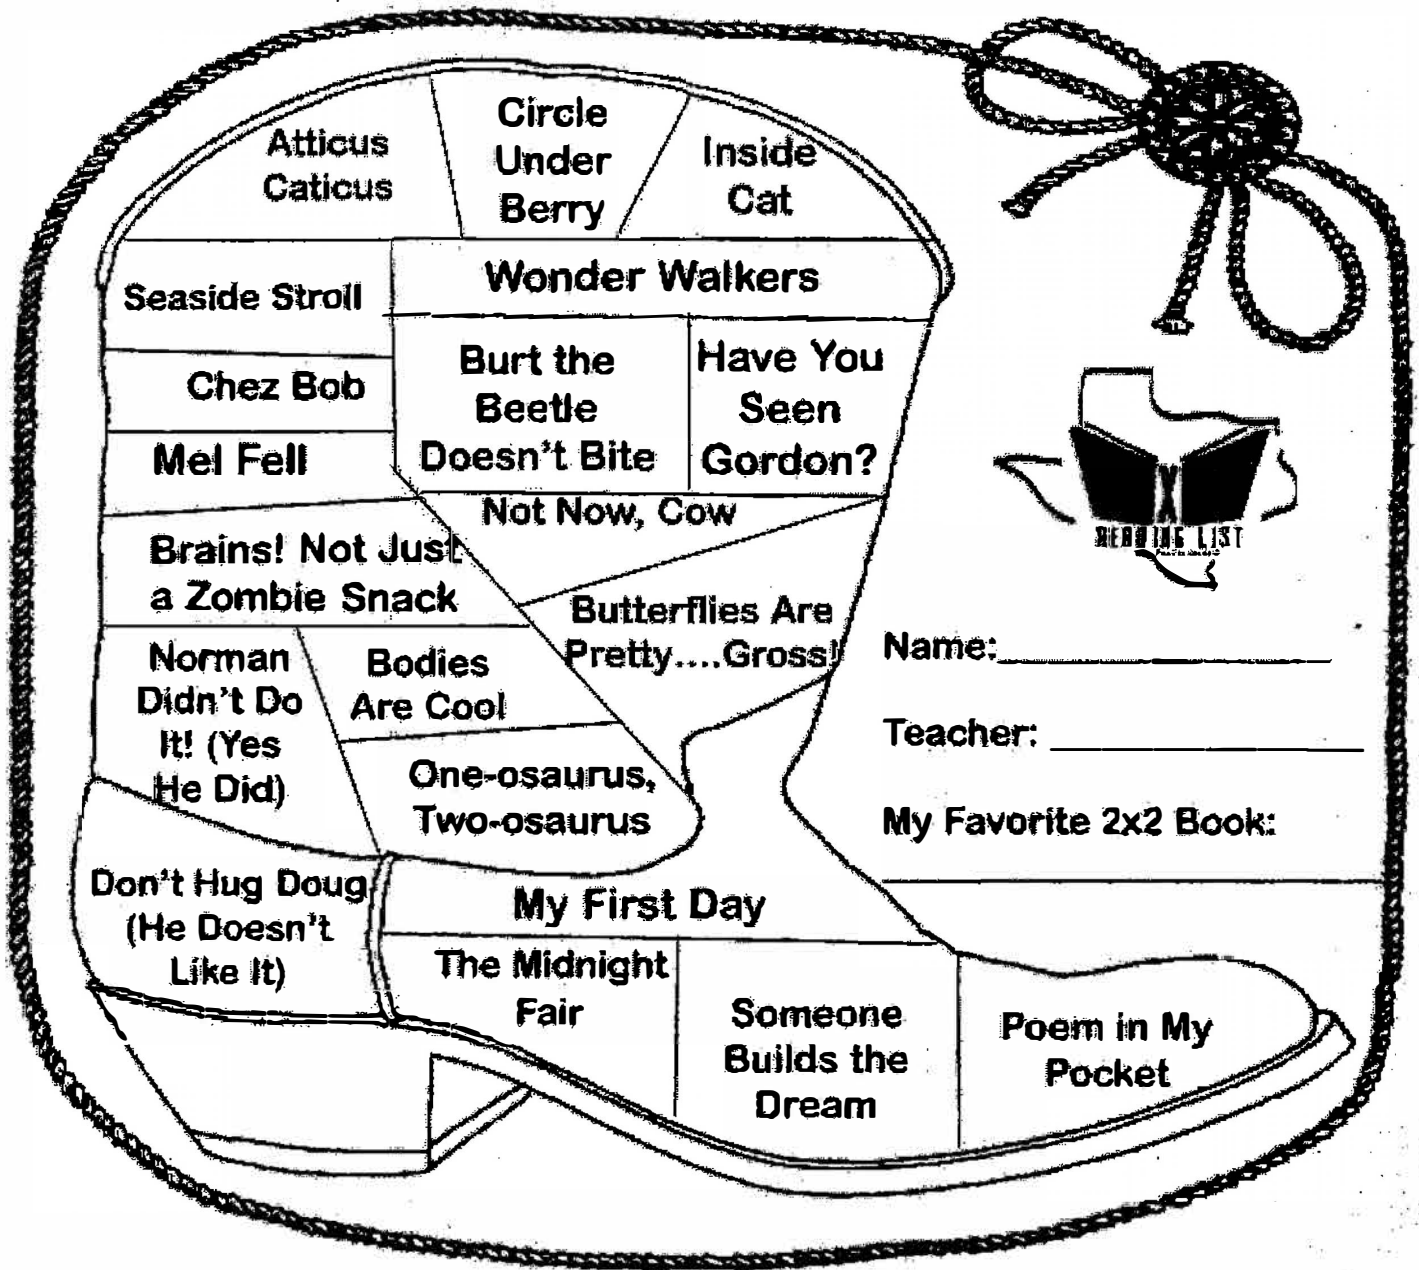 Atticus
Caticus
Circle
Under
Berry
Inside
Cat
Seaside Stroll
Wonder Walkers
Chez Bob
Burt the
Beetle
Doesn't Bite
Have You
Seen
Gordon?
Mel Fell
Not Now, Cow
Brains! Not Just
a Zombie Snack
Butterflies Are
Pretty....Gross!
Norman
Didn't Do
It! (Yes
He Did)
Bodies
Are Cool
One-osaurus,
Two-osaurus
Don't Hug Doug
(He Doesn't
Like It)
My First Day
The Midnight
Fair
Someone
Builds the
Dream
Poem in My
Pocket
X
READING LIST
Name:
Teacher:
My Favorite 2x2 Book: